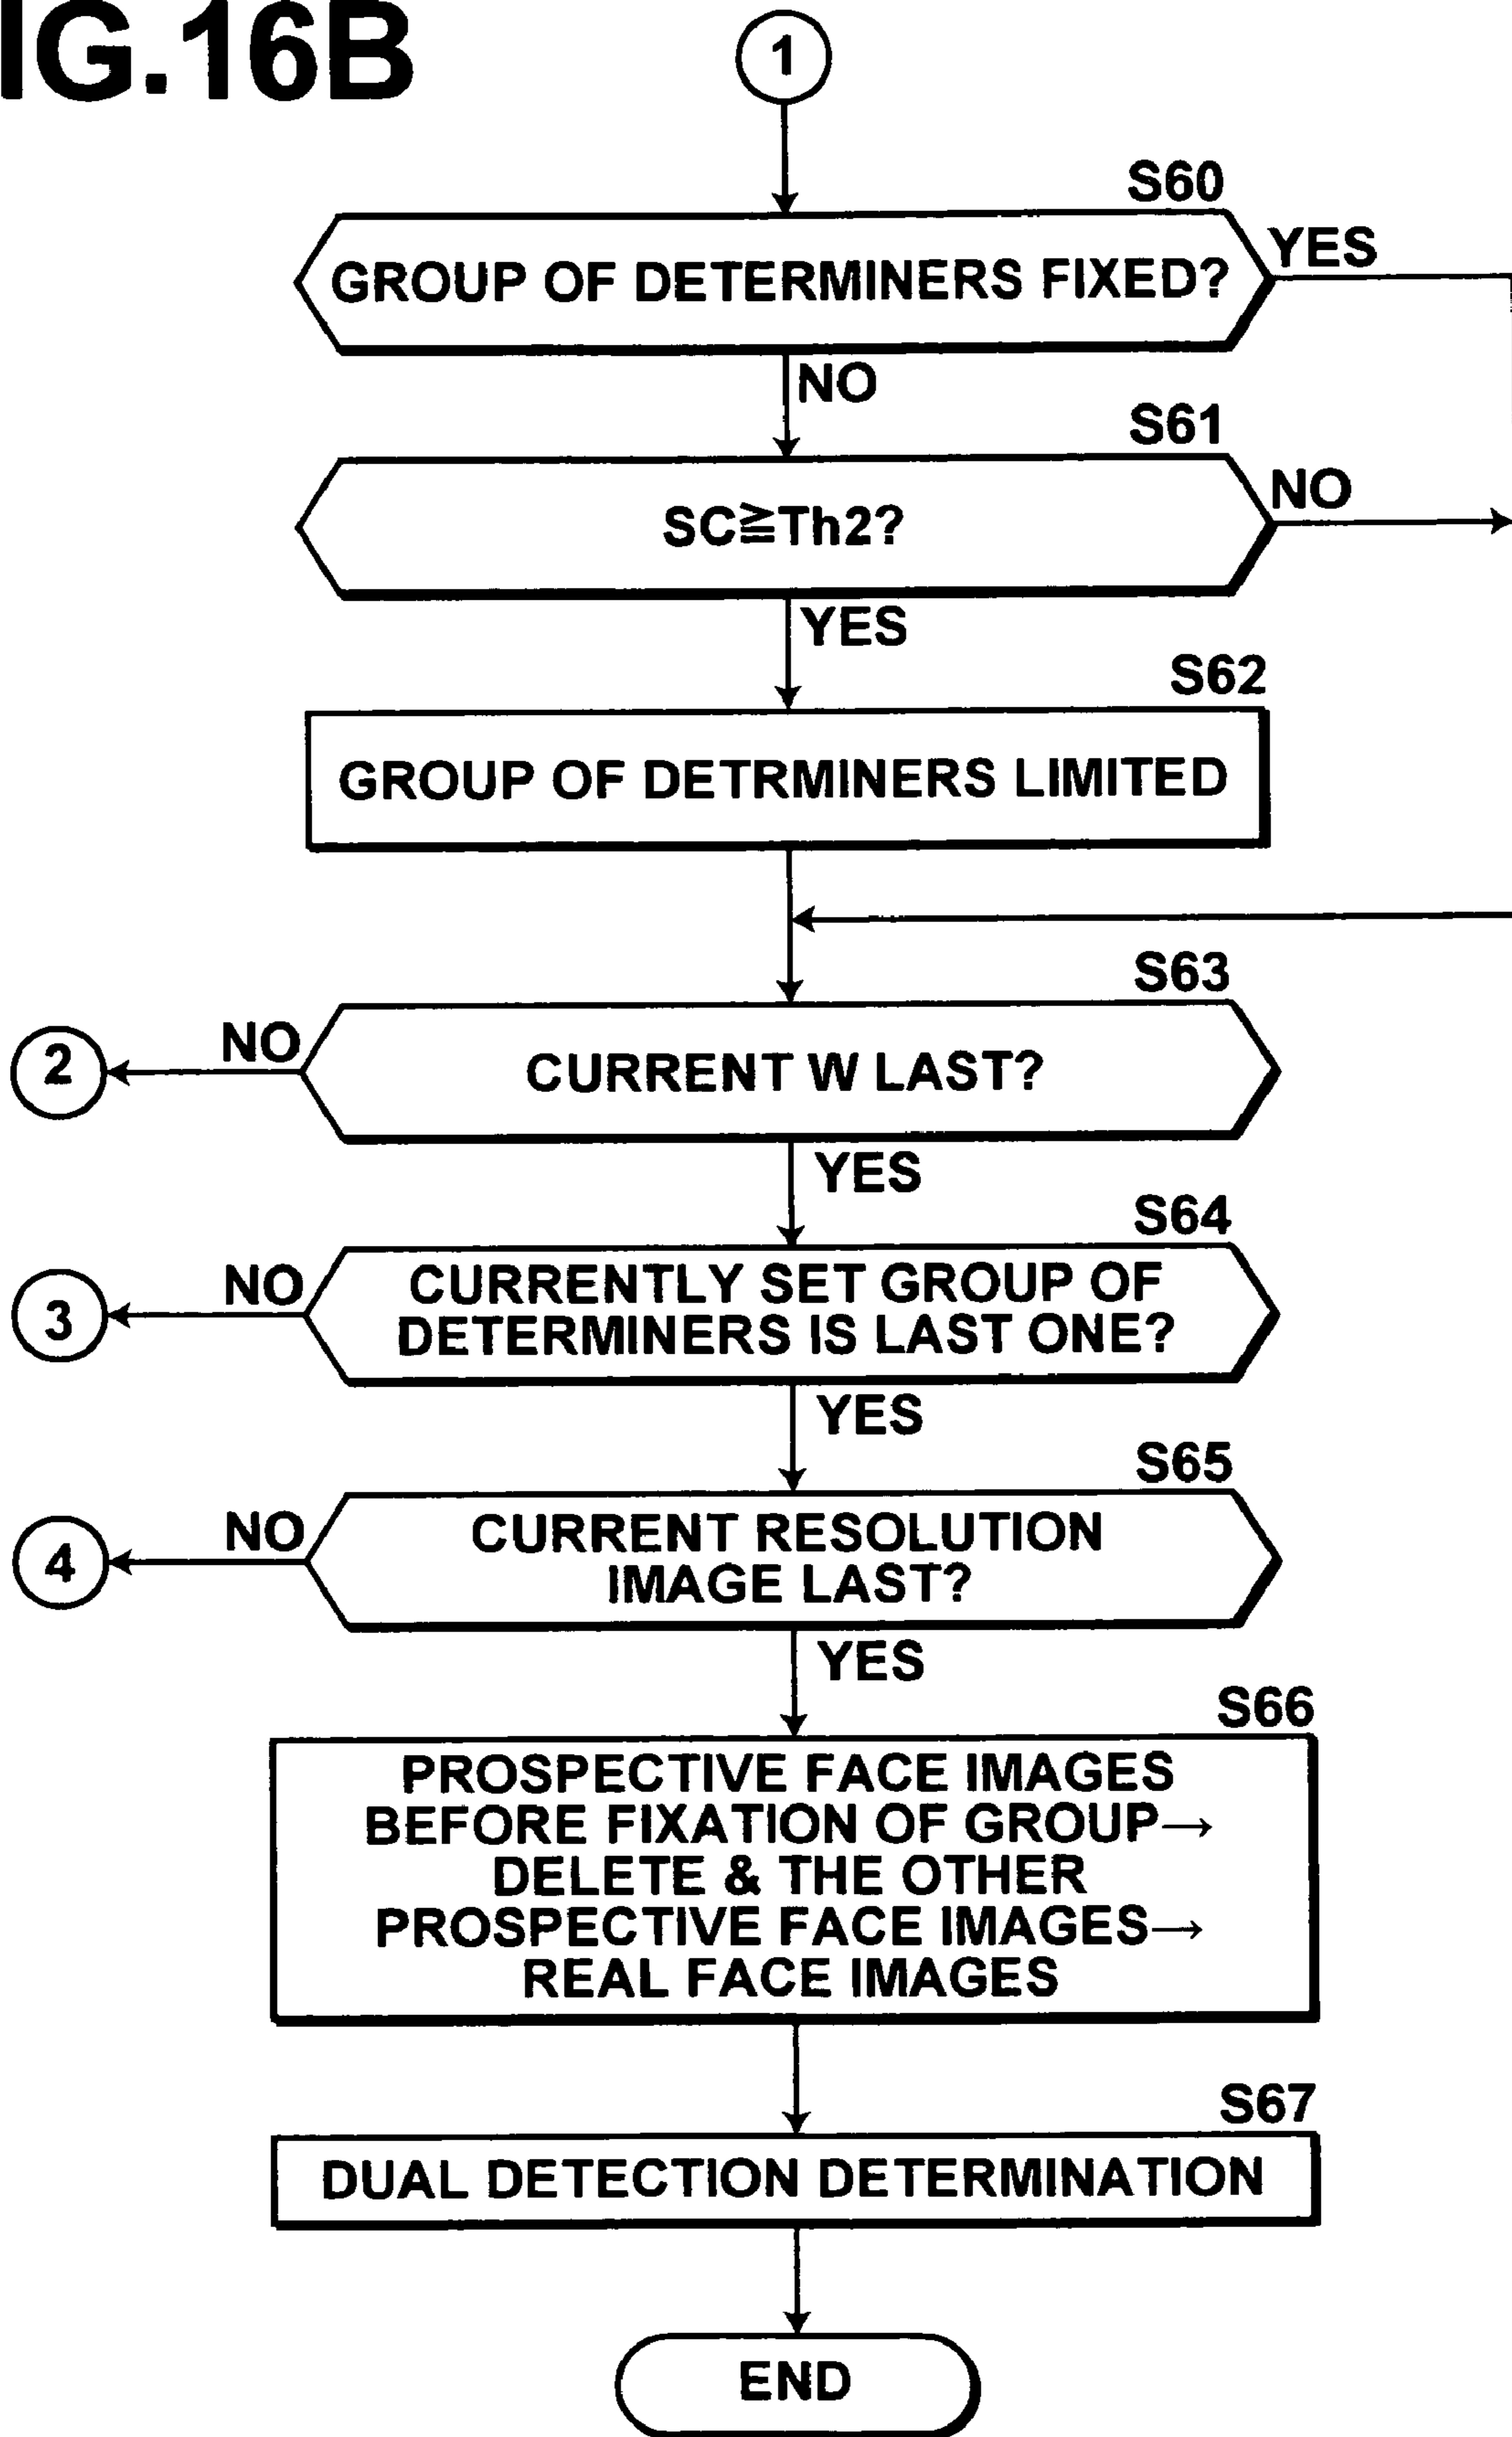 IG.16B
1
S60
GROUP OF DETERMINERS FIXED?
YES
NO
S61
SC≧Th2?
NO
YES
S62
GROUP OF DETRMINERS LIMITED
S63
CURRENT W LAST?
NO
2
YES
S64
CURRENTLY SET GROUP OF
DETERMINERS IS LAST ONE?
NO
3
YES
S65
CURRENT RESOLUTION
IMAGE LAST?
NO
4
YES
S66
PROSPECTIVE FACE IMAGES
BEFORE FIXATION OF GROUP→
DELETE & THE OTHER
PROSPECTIVE FACE IMAGES→
REAL FACE IMAGES
S67
DUAL DETECTION DETERMINATION
END